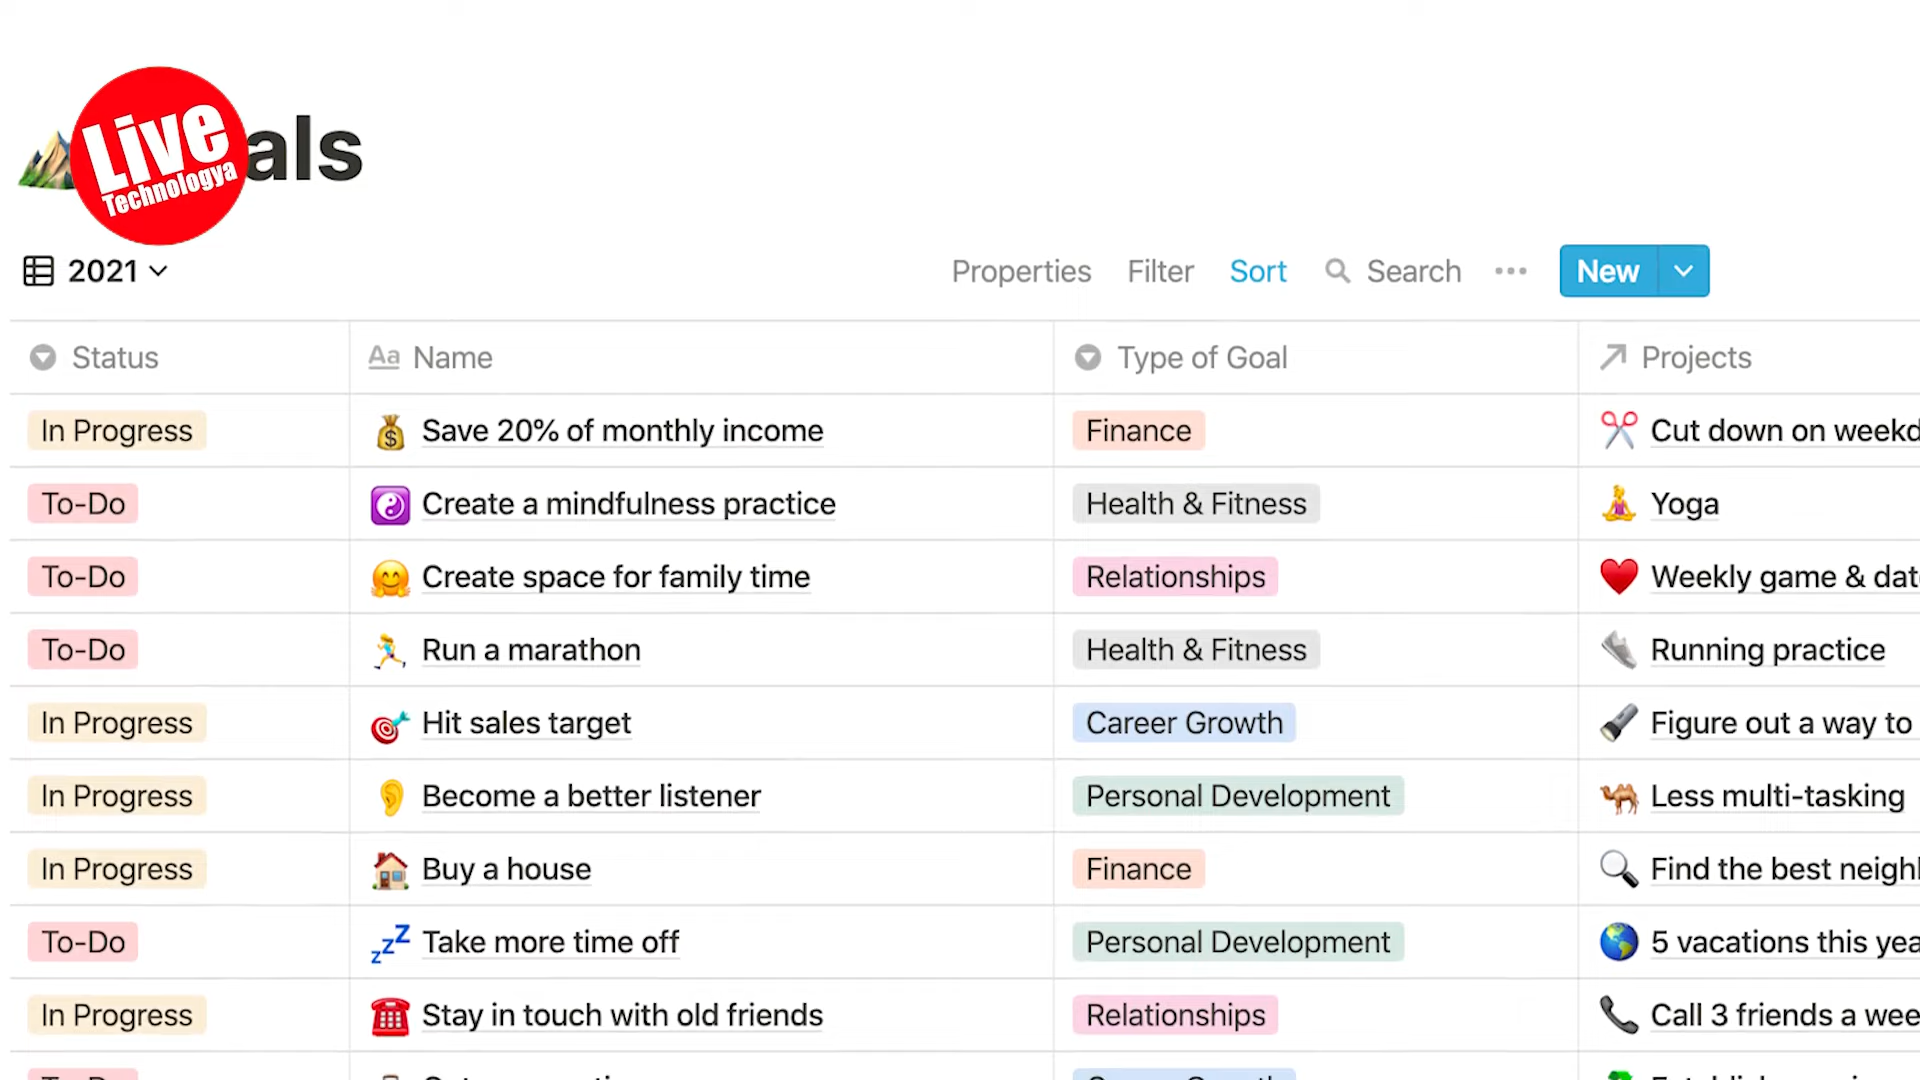 Live
Technologya
als
2021
Properties Filter Sort Search New
Status Name Type of Goal Projects
In Progress Save 20% of monthly income Finance Cut down on
To-Do Create a mindfulness practice Health & Fitness Yoga
To-Do Create space for family time Relationships Weekly game &
To-Do Run a marathon Health & Fitness Running practice
In Progress Hit sales target Career Growth Figure out a way to
In Progress Become a better listener Personal Development Less multi-tasking
In Progress Buy a house Finance Find the best
To-Do Take more time off Personal Development 5 vacations this
In Progress Stay in touch with old friends Relationships Call 3 friends a